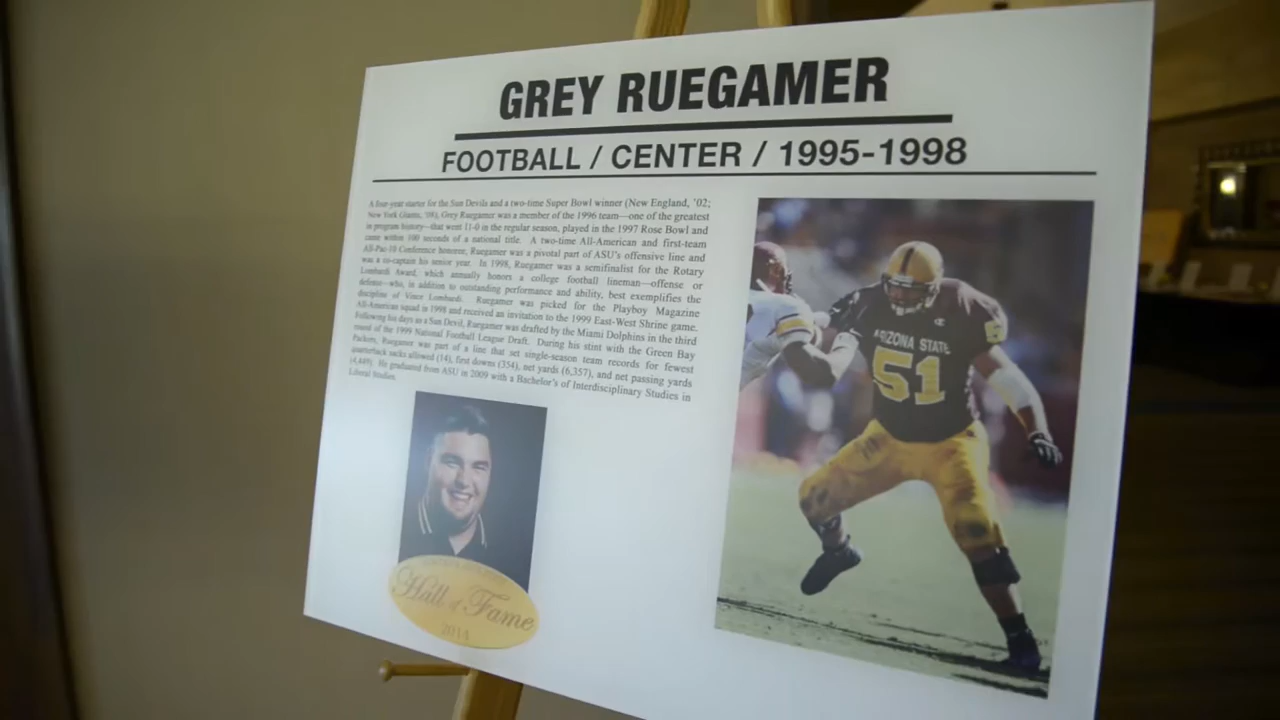 GREY RUEGAMER
FOOTBALL / CENTER / 1995-1998
A four-year starter for the Sun Devils and a two-time Super Bowl winner (New England, '02;
New York Giants, '08), Grey Ruegamer was a member of the 1996 team—one of the greatest
in program history—that went 11-0 in the regular season, played in the 1997 Rose Bowl and
came within 100 seconds of a national title. A two-time All-American and first-team
All-Pac-10 Conference honoree, Ruegamer was a pivotal part of ASU's offensive line and
was a co-captain his senior year. In 1998, Ruegamer was a semifinalist for the Rotary
Lombardi Award, which annually honors a college football lineman—offense or
defense—who, in addition to outstanding performance and ability, best exemplifies the
discipline of Vince Lombardi. Ruegamer was picked for the Playboy Magazine
All-American squad in 1998 and received an invitation to the 1999 East-West Shrine game.
Following his days as a Sun Devil, Ruegamer was drafted by the Miami Dolphins in the third
round of the 1999 National Football League Draft. During his stint with the Green Bay
Packers, Ruegamer was part of a line that set single-season team records for fewest
quarterback sacks allowed (14), first downs (354), net yards (6,357), and net passing yards
(4,449). He graduated from ASU in 2009 with a Bachelor's of Interdisciplinary Studies in
Liberal Studies.
ARIZONA STATE
51
51
Hall of Fame
2014